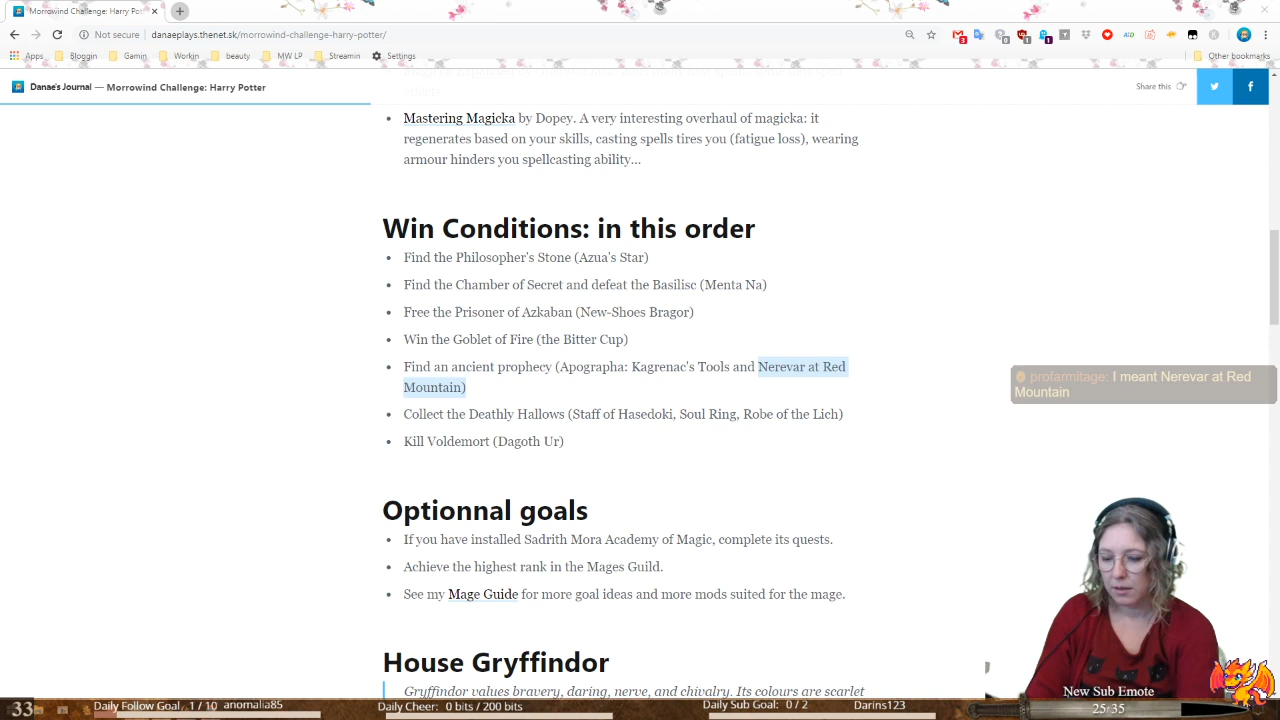 Morrowind Challenge: Harry Pot
Not secure danaeplays.thenet.sk/morrowind-challenge-harry-potter/
Apps Bloggin Gamin Workin beauty MW LP Streamin Settings Other bookmarks
Danae's Journal — Morrowind Challenge: Harry Potter Share this
Mastering Magicka by Dopey. A very interesting overhaul of magicka: it
regenerates based on your skills, casting spells tires you (fatigue loss), wearing
armour hinders you spellcasting ability…
Win Conditions: in this order
Find the Philosopher's Stone (Azua's Star)
Find the Chamber of Secret and defeat the Basilisc (Menta Na)
Free the Prisoner of Azkaban (New-Shoes Bragor)
Win the Goblet of Fire (the Bitter Cup)
Find an ancient prophecy (Apographa: Kagrenac's Tools and Nerevar at Red
Mountain)
profarmitage: I meant Nerevar at Red
Mountain
Collect the Deathly Hallows (Staff of Hasedoki, Soul Ring, Robe of the Lich)
Kill Voldemort (Dagoth Ur)
Optionnal goals
If you have installed Sadrith Mora Academy of Magic, complete its quests.
Achieve the highest rank in the Mages Guild.
See my Mage Guide for more goal ideas and more mods suited for the mage.
House Gryffindor
Gryffindor values bravery, daring, nerve, and chivalry. Its colours are scarlet
New Sub Emote
25/35
33 Daily Follow Goal: 1 / 10 anomalia85 Daily Cheer: 0 bits / 200 bits Daily Sub Goal: 0 / 2 Darins123